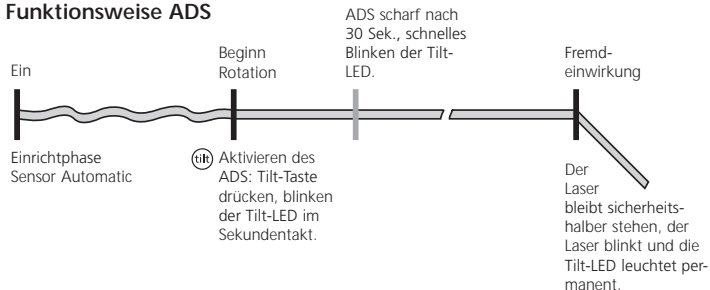 Funktionsweise ADS
Ein
Beginn
Rotation
ADS scharf nach
30 Sek., schnelles
Blinken der Tilt-
LED.
Fremd-
einwirkung
Einrichtphase
Sensor Automatic
tilt Aktivieren des
ADS: Tilt-Taste
drücken, blinken
der Tilt-LED im
Sekundentakt.
Der
Laser
bleibt sicherheits-
halber stehen, der
Laser blinkt und die
Tilt-LED leuchtet per-
manent.